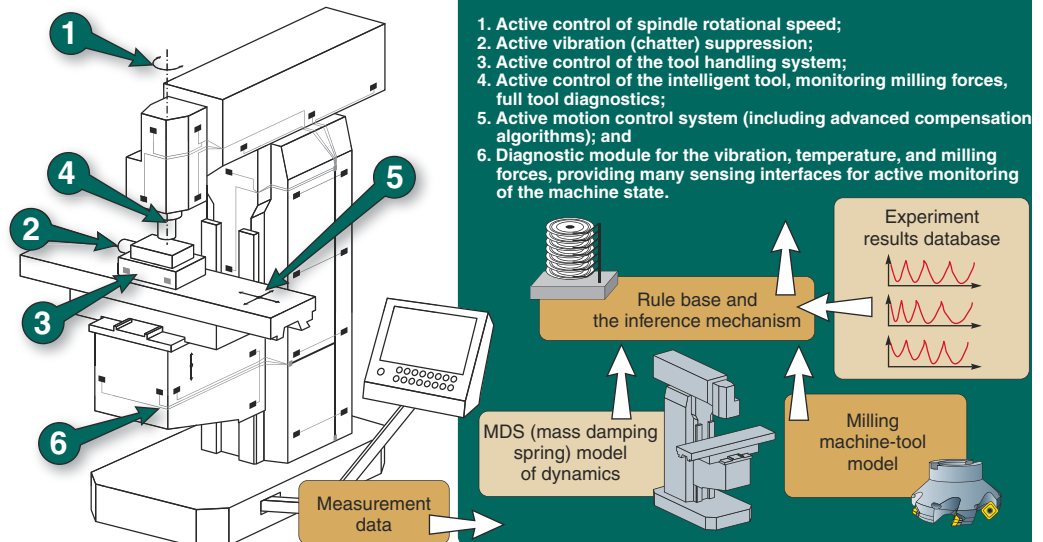 1
2
3
4
5
6
1. Active control of spindle rotational speed;
2. Active vibration (chatter) suppression;
3. Active control of the tool handling system;
4. Active control of the intelligent tool, monitoring milling forces,
full tool diagnostics;
5. Active motion control system (including advanced compensation
algorithms); and
6. Diagnostic module for the vibration, temperature, and milling
forces, providing many sensing interfaces for active monitoring
of the machine state.
Experiment
results database
Rule base and
the inference mechanism
MDS (mass damping
spring) model
of dynamics
Milling
machine-tool
model
Measurement
data